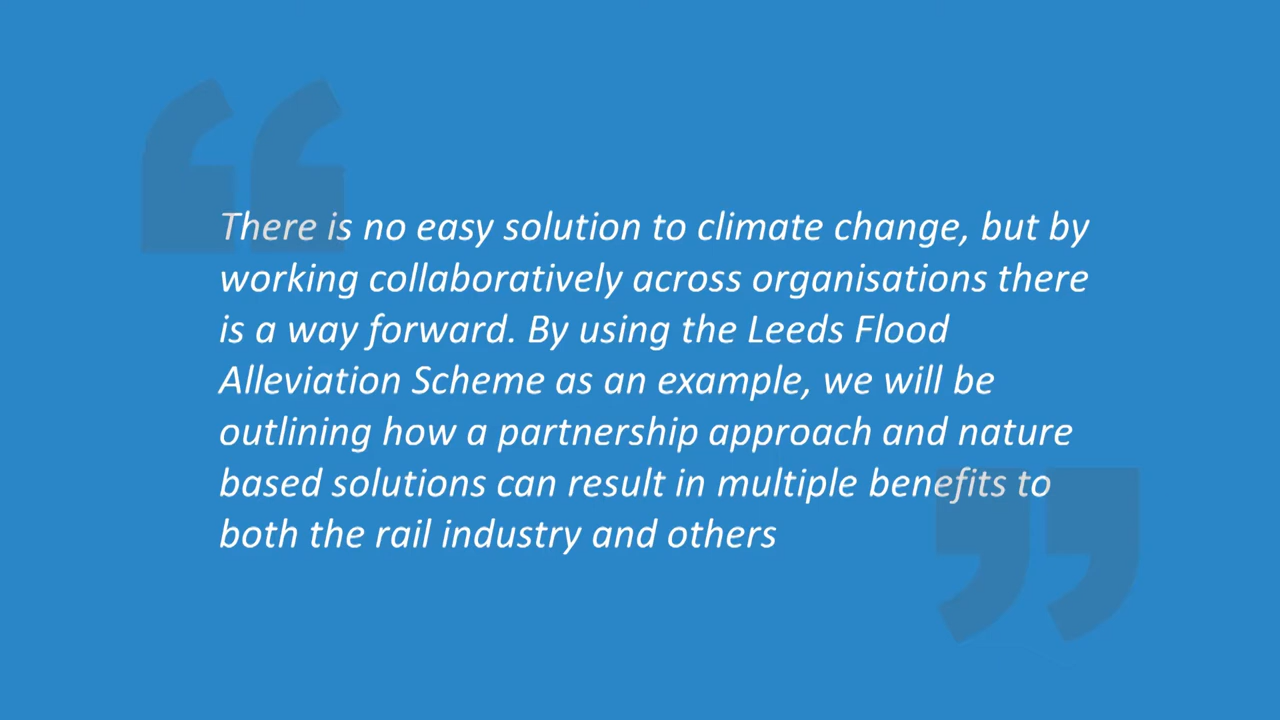 There is no easy solution to climate change, but by
working collaboratively across organisations there
is a way forward. By using the Leeds Flood
Alleviation Scheme as an example, we will be
outlining how a partnership approach and nature
based solutions can result in multiple benefits to
both the rail industry and others